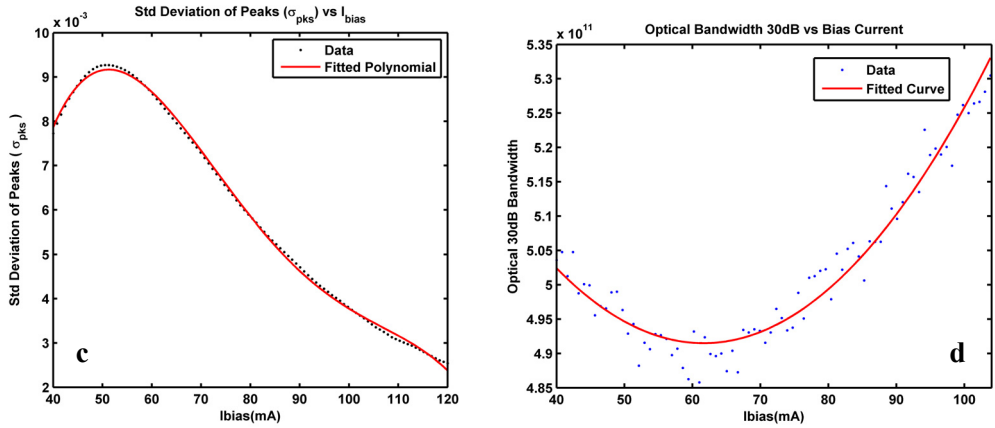 Std Deviation of Peaks (σpks) vs Ibias
x 10^-3
10
9
8
7
6
5
4
3
2
Std Deviation of Peaks ( σpks )
Data
Fitted Polynomial
c
40 50 60 70 80 90 100 110 120
Ibias(mA)
Optical Bandwidth 30dB vs Bias Current
x 10^11
5.35
5.3
5.25
5.2
5.15
5.1
5.05
5
4.95
4.9
4.85
Optical 30dB Bandwidth
Data
Fitted Curve
d
40 50 60 70 80 90 100
Ibias(mA)